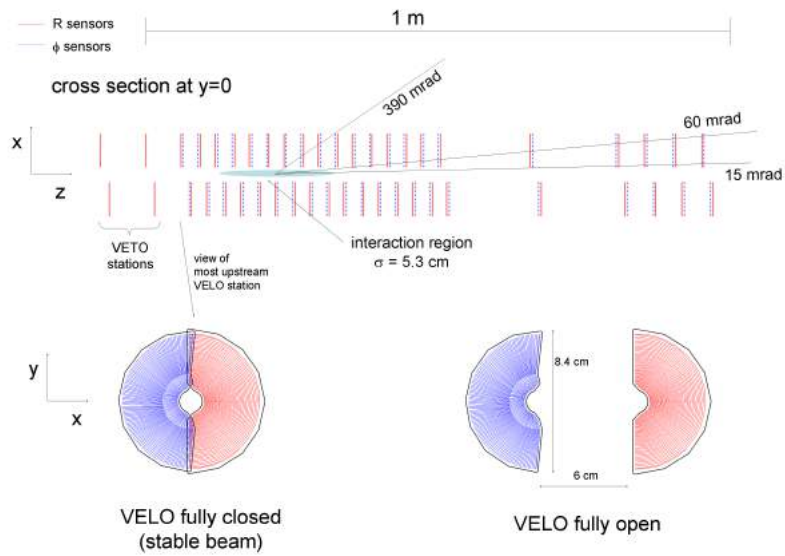 R sensors
ϕ sensors
1 m
cross section at y=0
390 mrad
60 mrad
x
z
15 mrad
VETO
stations
view of
most upstream
VELO station
interaction region
σ = 5.3 cm
y
x
8.4 cm
6 cm
VELO fully closed
(stable beam)
VELO fully open